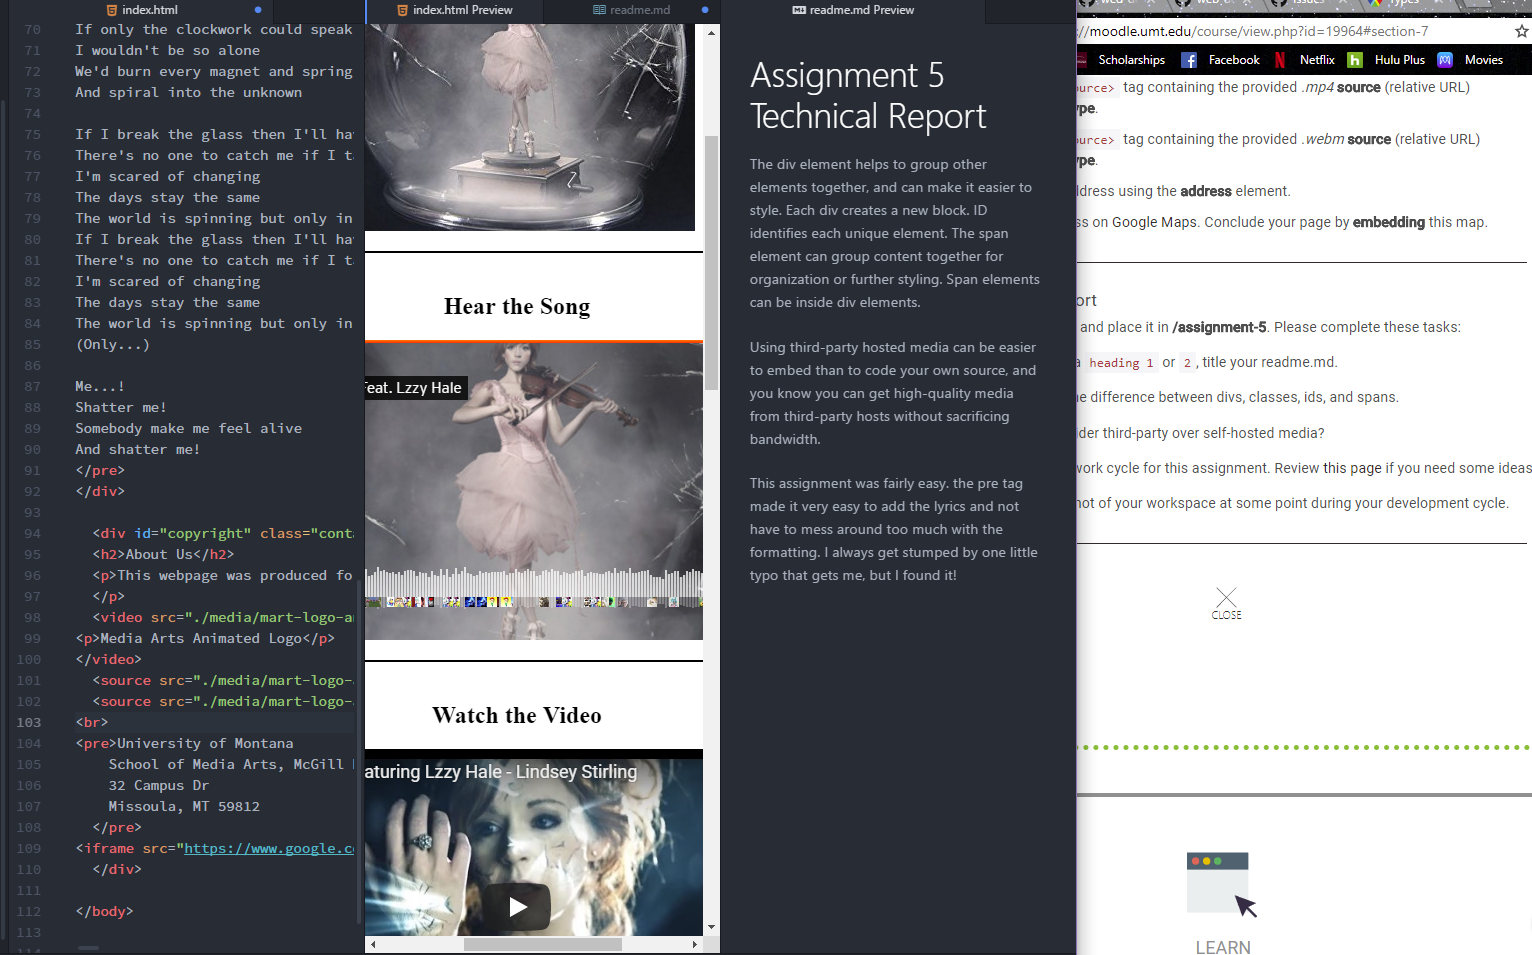 index.html
70 If only the clockwork could speak
71 I wouldn't be so alone
72 We'd burn every magnet and spring
73 And spiral into the unknown
74
75 If I break the glass then I'll ha
76 There's no one to catch me if I t
77 I'm scared of changing
78 The days stay the same
79 The world is spinning but only in
80 If I break the glass then I'll ha
81 There's no one to catch me if I t
82 I'm scared of changing
83 The days stay the same
84 The world is spinning but only in
85 (Only...)
86
87 Me...!
88 Shatter me!
89 Somebody make me feel alive
90 And shatter me!
91 </pre>
92 </div>
93
94 <div id="copyright" class="cont
95 <h2>About Us</h2>
96 <p>This webpage was produced fo
97 </p>
98 <video src="./media/mart-logo-a
99 <p>Media Arts Animated Logo</p>
100 </video>
101 <source src="./media/mart-logo-
102 <source src="./media/mart-logo-
103 <br>
104 <pre>University of Montana
105 School of Media Arts, McGill
106 32 Campus Dr
107 Missoula, MT 59812
108 </pre>
109 <iframe src="https://www.google.c
110 </div>
111
112 </body>
113
index.html Preview
readme.md
Hear the Song
Feat. Lzzy Hale
Watch the Video
aturing Lzzy Hale - Lindsey Stirling
readme.md Preview
Assignment 5
Technical Report
The div element helps to group other
elements together, and can make it easier to
style. Each div creates a new block. ID
identifies each unique element. The span
element can group content together for
organization or further styling. Span elements
can be inside div elements.
Using third-party hosted media can be easier
to embed than to code your own source, and
you know you can get high-quality media
from third-party hosts without sacrificing
bandwidth.
This assignment was fairly easy. the pre tag
made it very easy to add the lyrics and not
have to mess around too much with the
formatting. I always get stumped by one little
typo that gets me, but I found it!
://moodle.umt.edu/course/view.php?id=19964#section-7
Scholarships Facebook Netflix Hulu Plus Movies
ource> tag containing the provided .mp4 source (relative URL)
ype.
ource> tag containing the provided .webm source (relative URL)
ype.
ddress using the address element.
ss on Google Maps. Conclude your page by embedding this map.
ort
and place it in /assignment-5. Please complete these tasks:
a heading 1 or 2, title your readme.md.
he difference between divs, classes, ids, and spans.
der third-party over self-hosted media?
work cycle for this assignment. Review this page if you need some ideas
hot of your workspace at some point during your development cycle.
CLOSE
LEARN